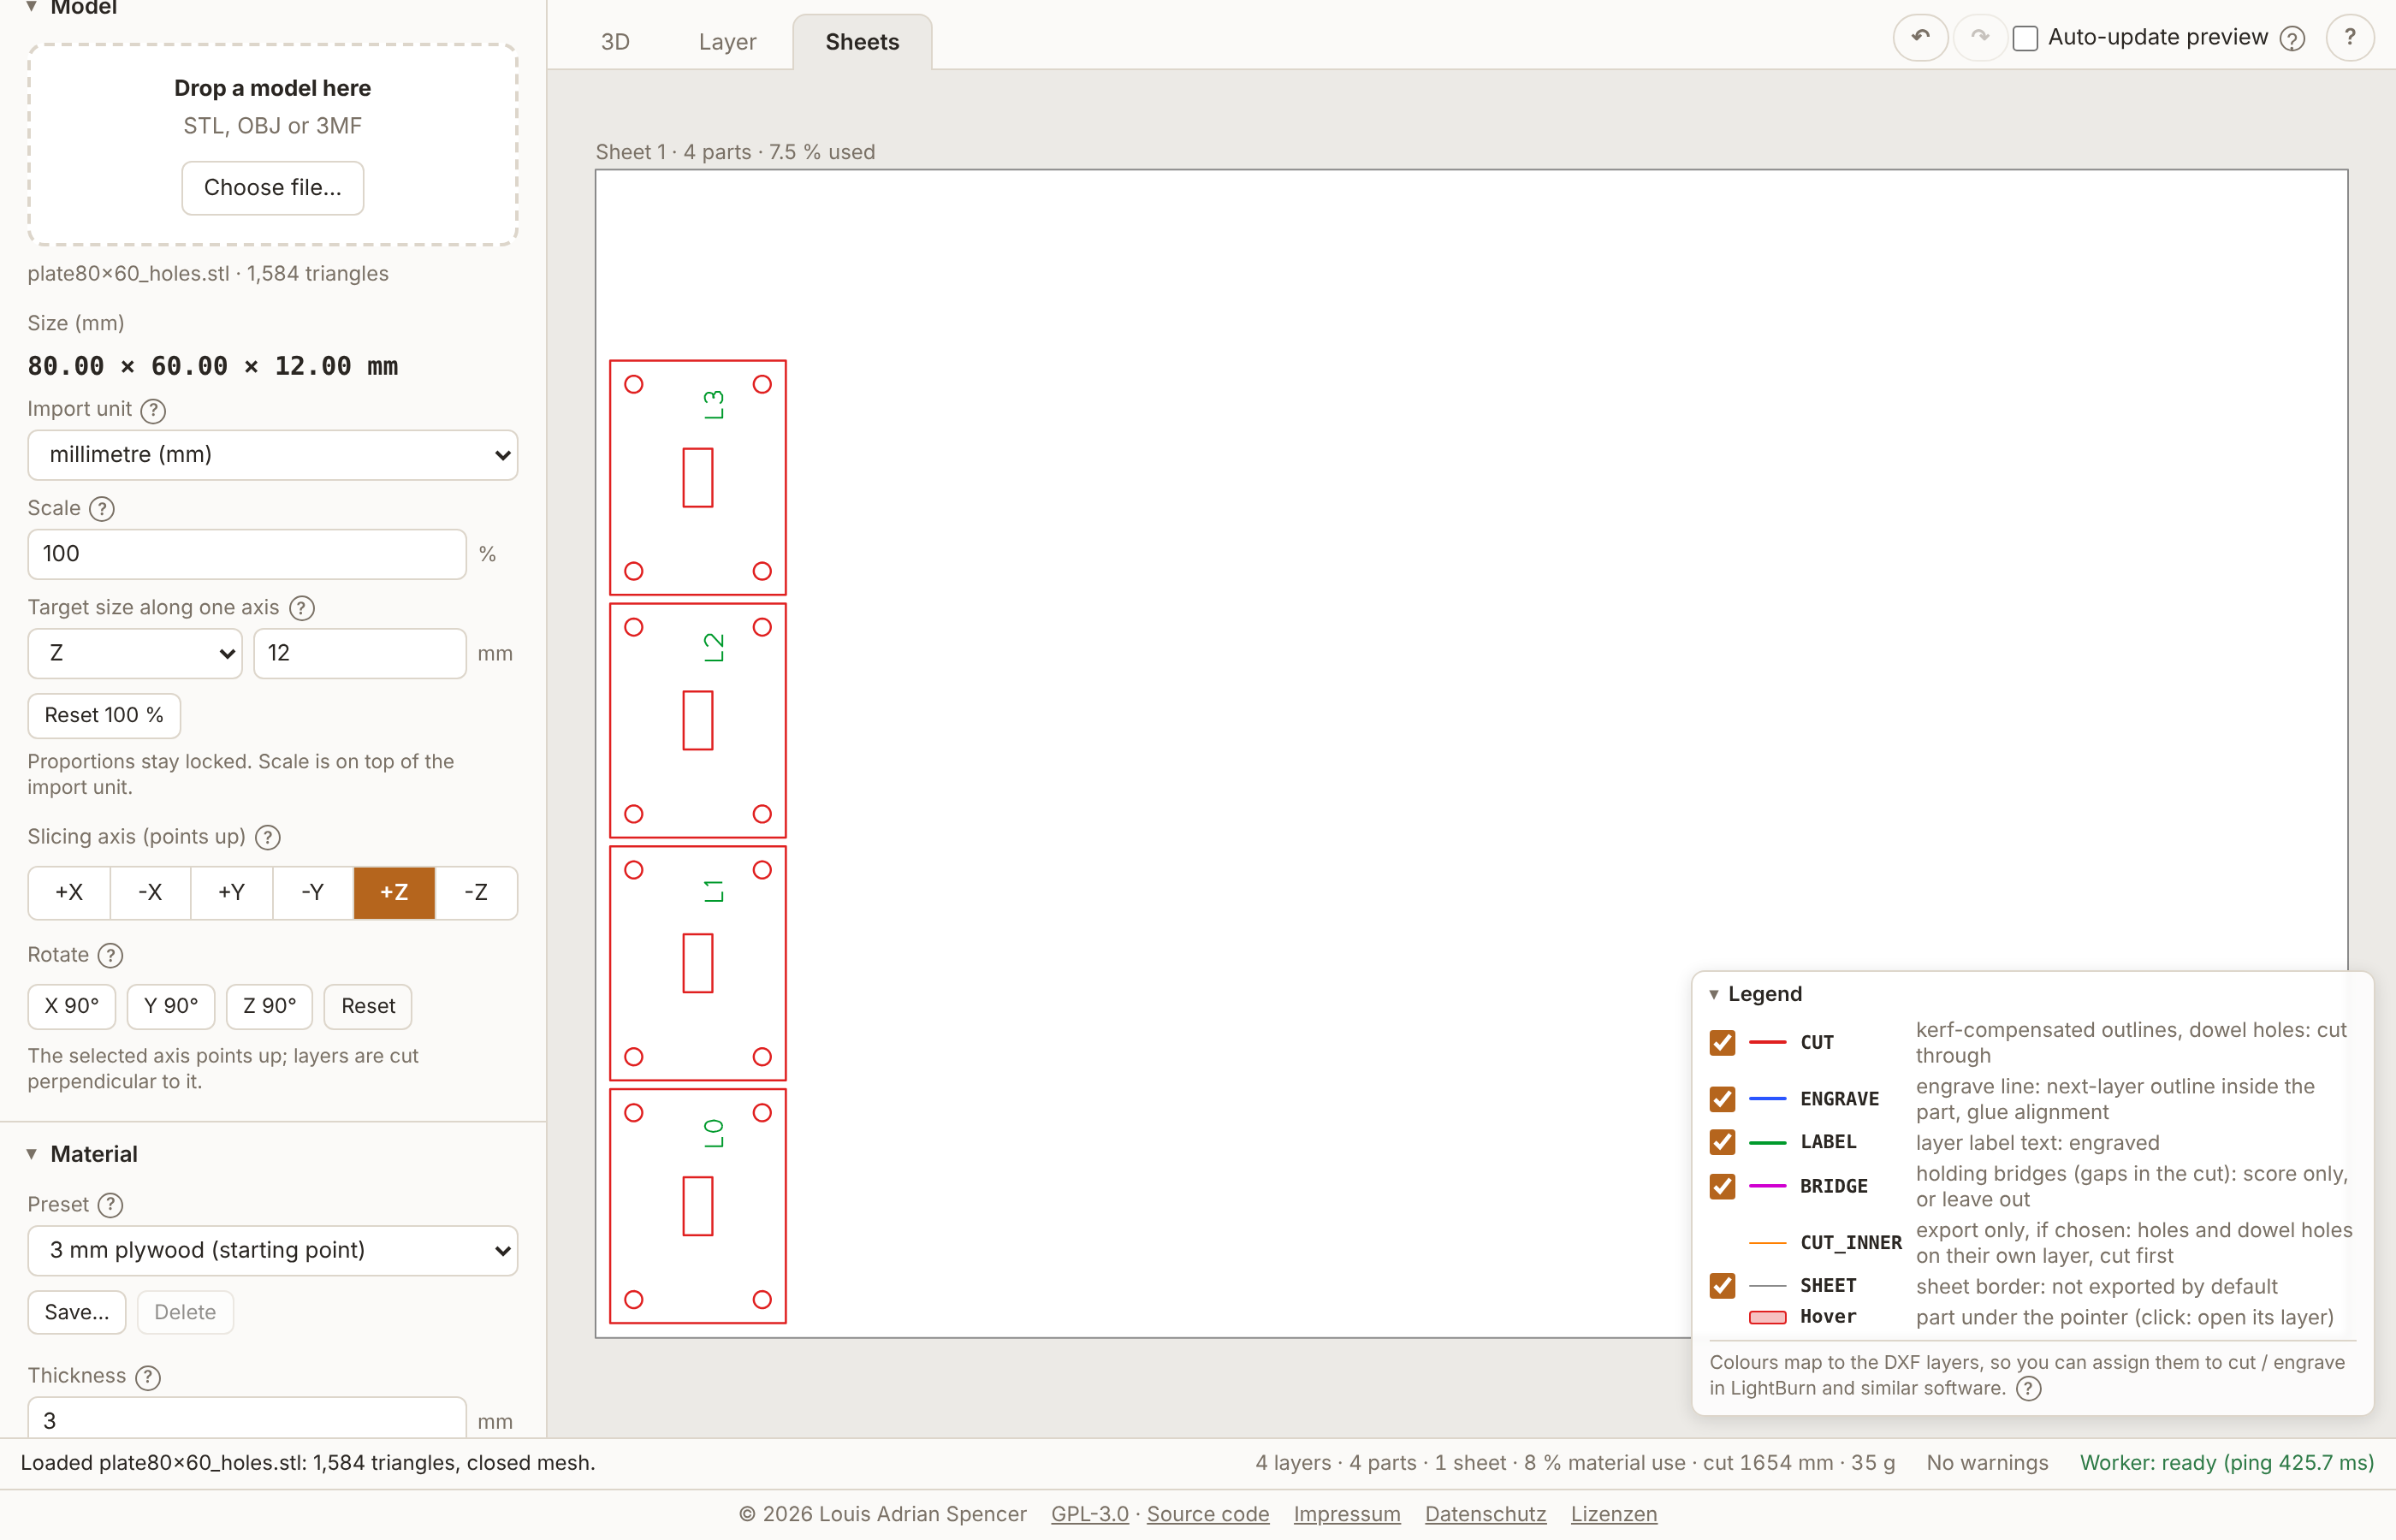 ▼ Model
Drop a model here
STL, OBJ or 3MF
Choose file...
plate80×60_holes.stl · 1,584 triangles
Size (mm)
80.00 × 60.00 × 12.00 mm
Import unit ?
millimetre (mm)
Scale ?
100 %
Target size along one axis ?
Z 12 mm
Reset 100 %
Proportions stay locked. Scale is on top of the
import unit.
Slicing axis (points up) ?
+X -X +Y -Y +Z -Z
Rotate ?
X 90° Y 90° Z 90° Reset
The selected axis points up; layers are cut
perpendicular to it.
▼ Material
Preset ?
3 mm plywood (starting point)
Save... Delete
Thickness ?
3 mm
3D Layer Sheets
↶ ↷ Auto-update preview ? ?
Sheet 1 · 4 parts · 7.5 % used
L3
L2
L1
L0
▼ Legend
CUT kerf-compensated outlines, dowel holes: cut
through
ENGRAVE engrave line: next-layer outline inside the
part, glue alignment
LABEL layer label text: engraved
BRIDGE holding bridges (gaps in the cut): score only,
or leave out
CUT_INNER export only, if chosen: holes and dowel holes
on their own layer, cut first
SHEET sheet border: not exported by default
Hover part under the pointer (click: open its layer)
Colours map to the DXF layers, so you can assign them to cut / engrave
in LightBurn and similar software. ?
Loaded plate80×60_holes.stl: 1,584 triangles, closed mesh.
4 layers · 4 parts · 1 sheet · 8 % material use · cut 1654 mm · 35 g No warnings Worker: ready (ping 425.7 ms)
© 2026 Louis Adrian Spencer GPL-3.0 · Source code Impressum Datenschutz Lizenzen